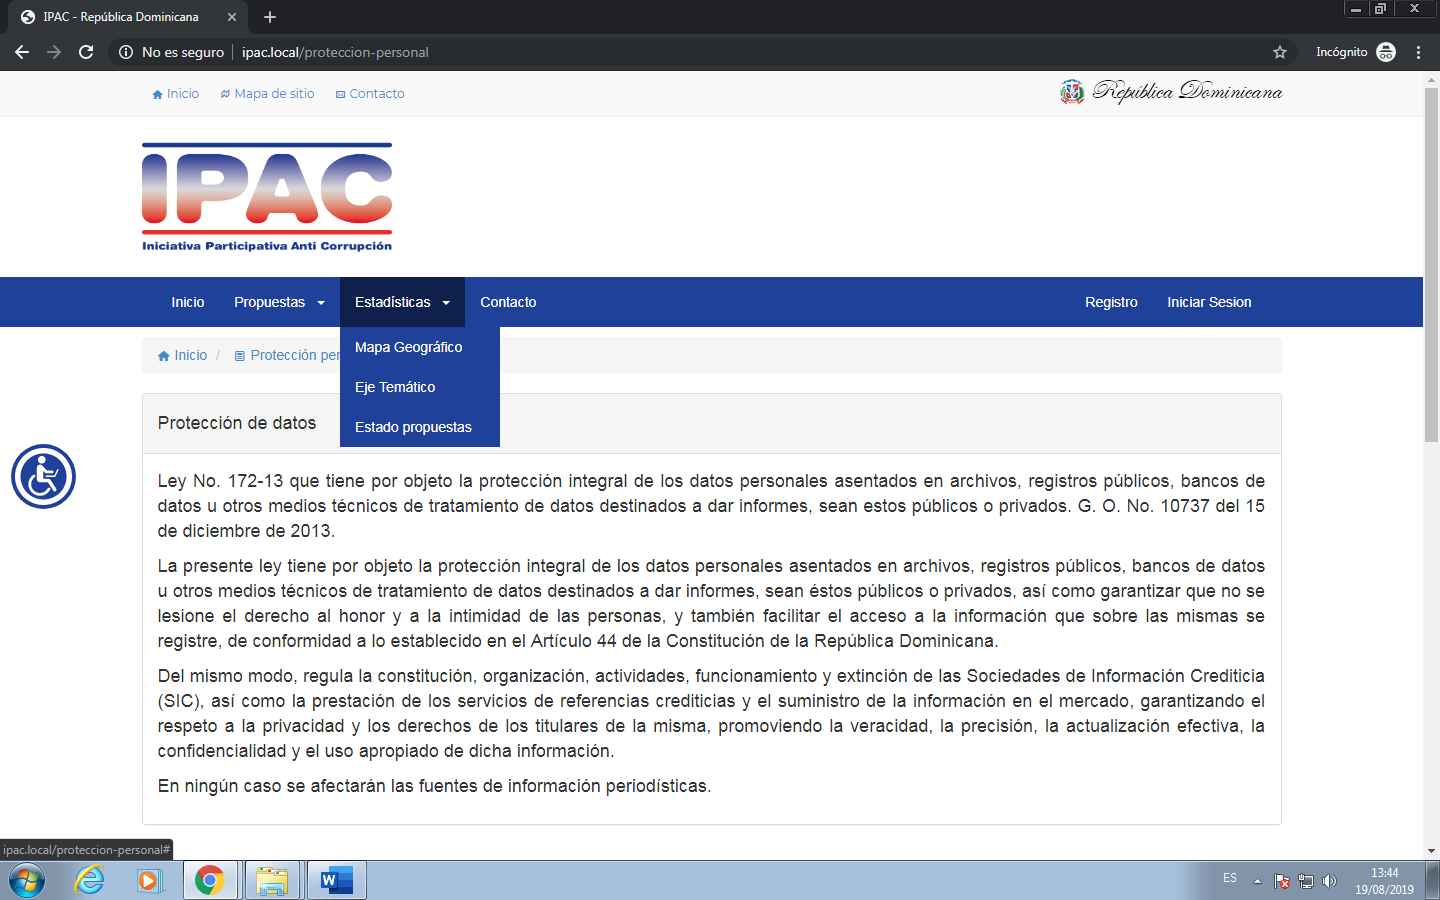 IPAC - República Dominicana
No es seguro
ipac.local/proteccion-personal
Incógnito
Inicio
Mapa de sitio
Contacto
República Dominicana
IPAC
Iniciativa Participativa Anti Corrupción
Inicio
Propuestas
Estadísticas
Contacto
Registro
Iniciar Sesion
Mapa Geográfico
Eje Temático
Estado propuestas
Inicio / Protección per
Protección de datos
Ley No. 172-13 que tiene por objeto la protección integral de los datos personales asentados en archivos, registros públicos, bancos de
datos u otros medios técnicos de tratamiento de datos destinados a dar informes, sean estos públicos o privados. G. O. No. 10737 del 15
de diciembre de 2013.
La presente ley tiene por objeto la protección integral de los datos personales asentados en archivos, registros públicos, bancos de datos
u otros medios técnicos de tratamiento de datos destinados a dar informes, sean éstos públicos o privados, así como garantizar que no se
lesione el derecho al honor y a la intimidad de las personas, y también facilitar el acceso a la información que sobre las mismas se
registre, de conformidad a lo establecido en el Artículo 44 de la Constitución de la República Dominicana.
Del mismo modo, regula la constitución, organización, actividades, funcionamiento y extinción de las Sociedades de Información Crediticia
(SIC), así como la prestación de los servicios de referencias crediticias y el suministro de la información en el mercado, garantizando el
respeto a la privacidad y los derechos de los titulares de la misma, promoviendo la veracidad, la precisión, la actualización efectiva, la
confidencialidad y el uso apropiado de dicha información.
En ningún caso se afectarán las fuentes de información periodísticas.
ipac.local/proteccion-personal#
ES
13:44
19/08/2019